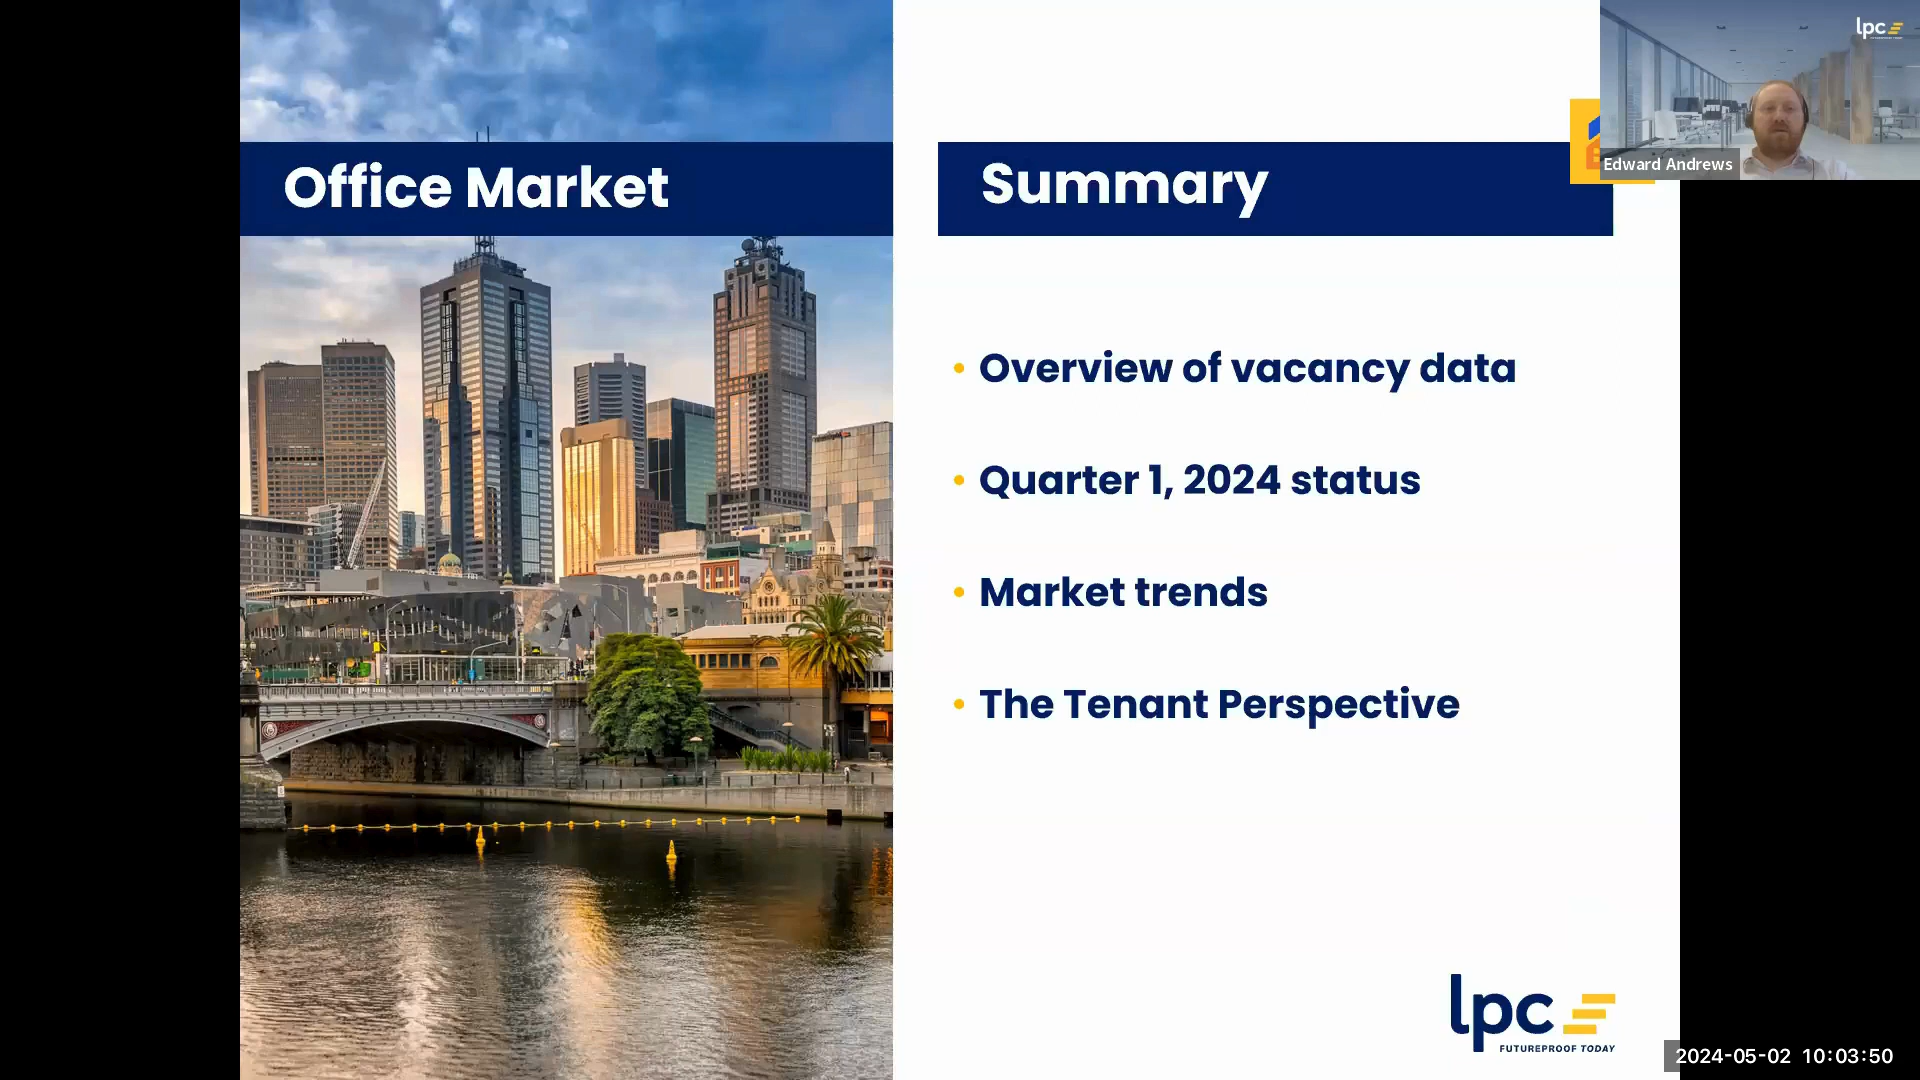 Office Market
Summary
lpc
Edward Andrews
Overview of vacancy data
Quarter 1, 2024 status
Market trends
The Tenant Perspective
lpc
FUTUREPROOF TODAY
2024-05-02 10:03:50